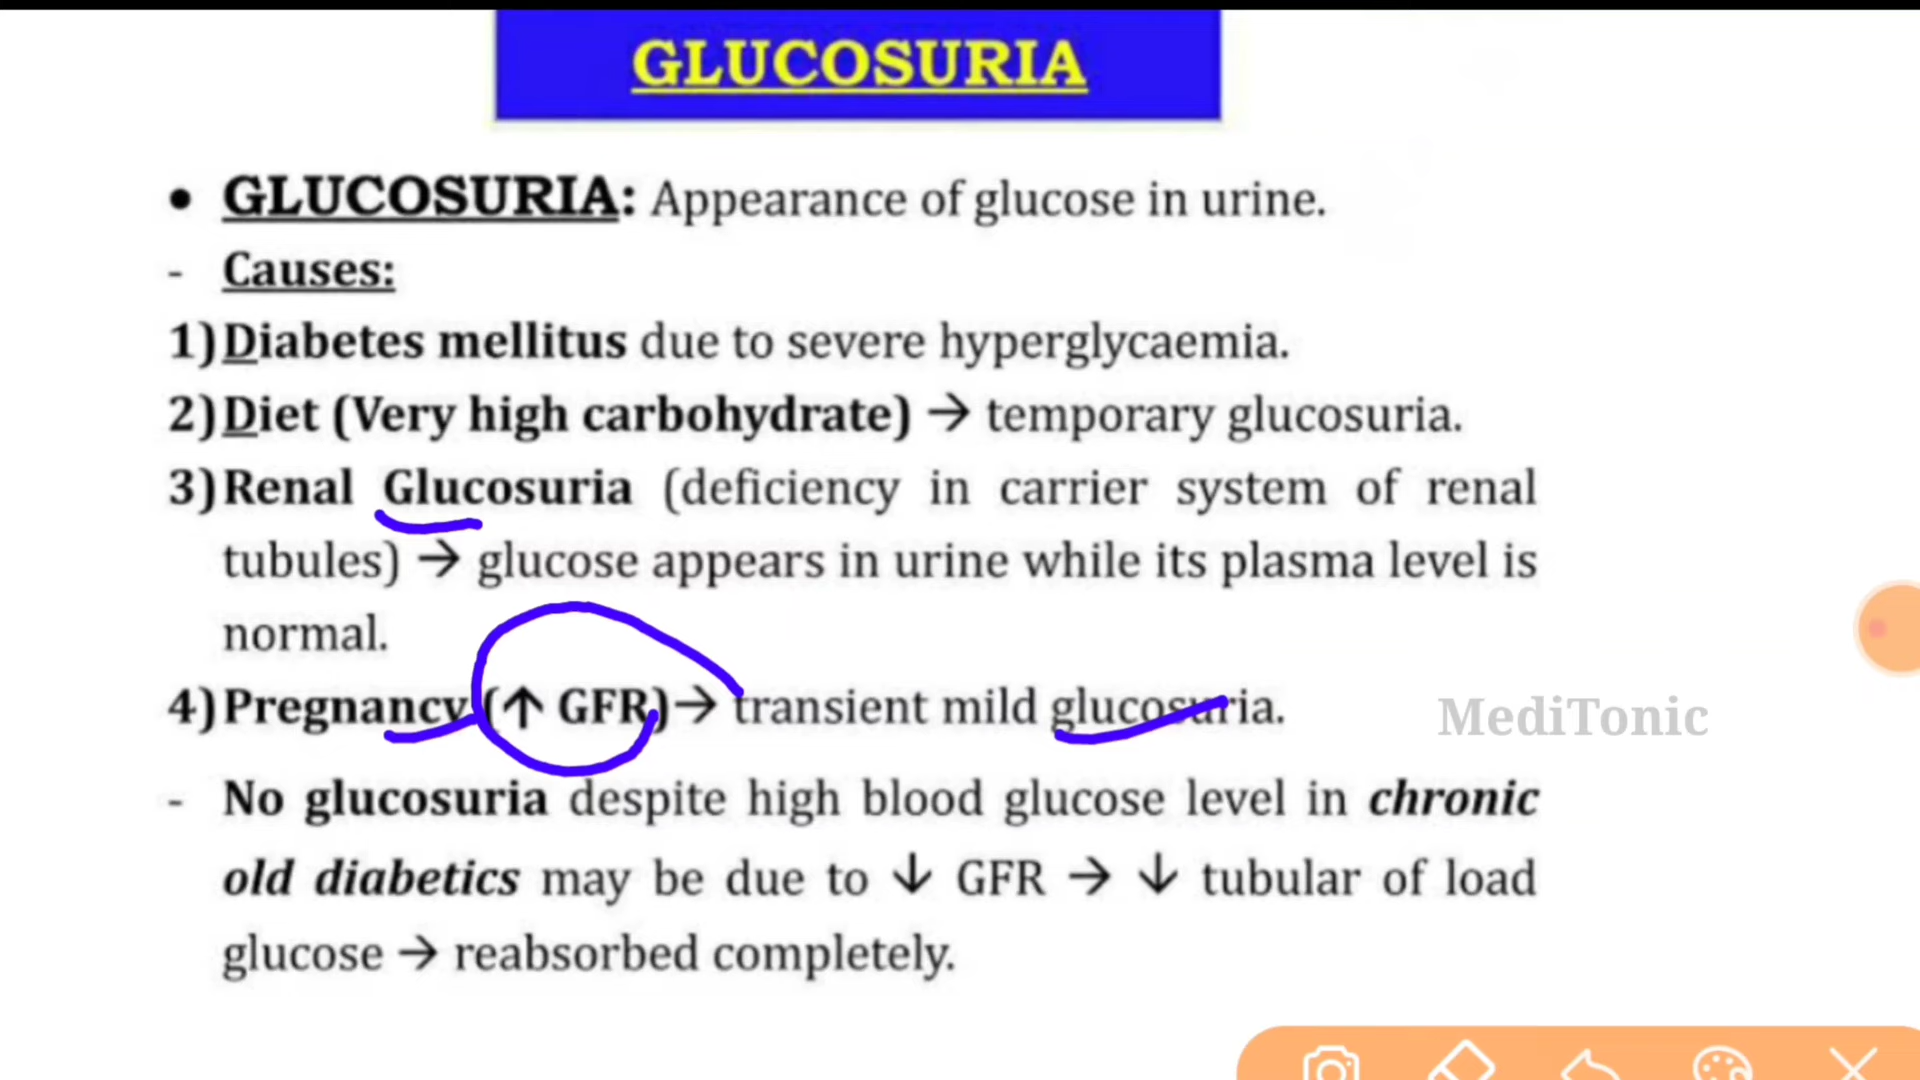 GLUCOSURIA
• GLUCOSURIA: Appearance of glucose in urine.
- Causes:
1) Diabetes mellitus due to severe hyperglycaemia.
2) Diet (Very high carbohydrate) → temporary glucosuria.
3) Renal Glucosuria (deficiency in carrier system of renal
tubules) → glucose appears in urine while its plasma level is
normal.
4) Pregnancy (↑ GFR) → transient mild glucosuria.
MediTonic
- No glucosuria despite high blood glucose level in chronic
old diabetics may be due to ↓ GFR → ↓ tubular of load
glucose → reabsorbed completely.